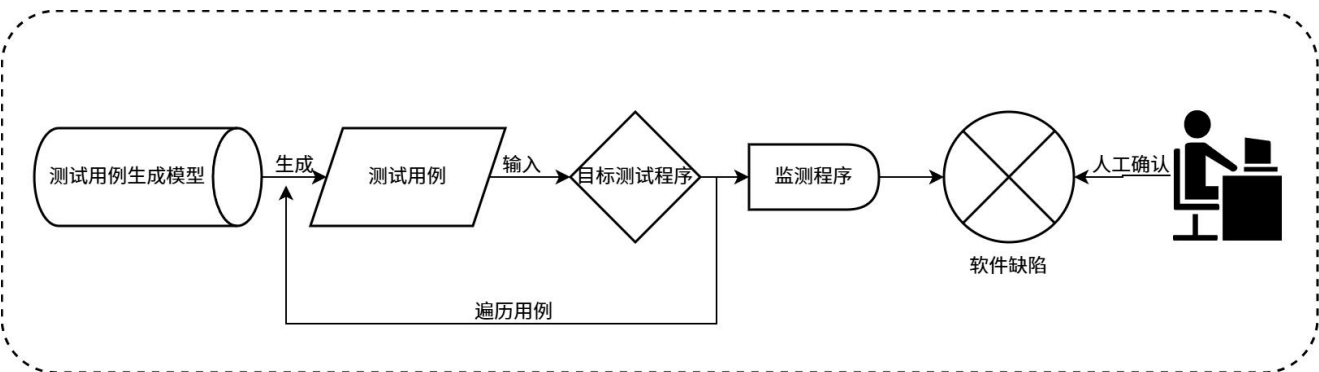 测试用例生成模型
生成
测试用例
输入
目标测试程序
监测程序
人工确认
软件缺陷
遍历用例